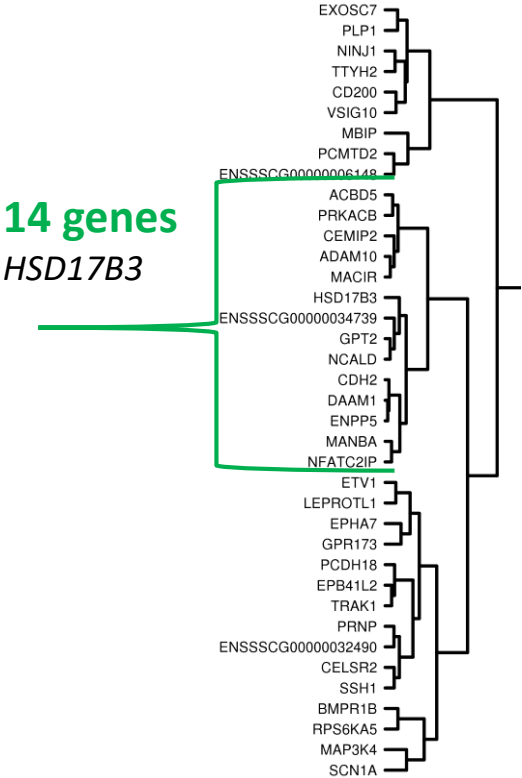 EXOSC7
PLP1
NINJ1
TTYH2
CD200
VSIG10
MBIP
PCMTD2
ENSSSCG00000006148
14 genes
HSD17B3
ACBD5
PRKACB
CEMIP2
ADAM10
MACIR
HSD17B3
ENSSSCG00000034739
GPT2
NCALD
CDH2
DAAM1
ENPP5
MANBA
NFATC2IP
ETV1
LEPROTL1
EPHA7
GPR173
PCDH18
EPB41L2
TRAK1
PRNP
ENSSSCG00000032490
CELSR2
SSH1
BMPR1B
RPS6KA5
MAP3K4
SCN1A